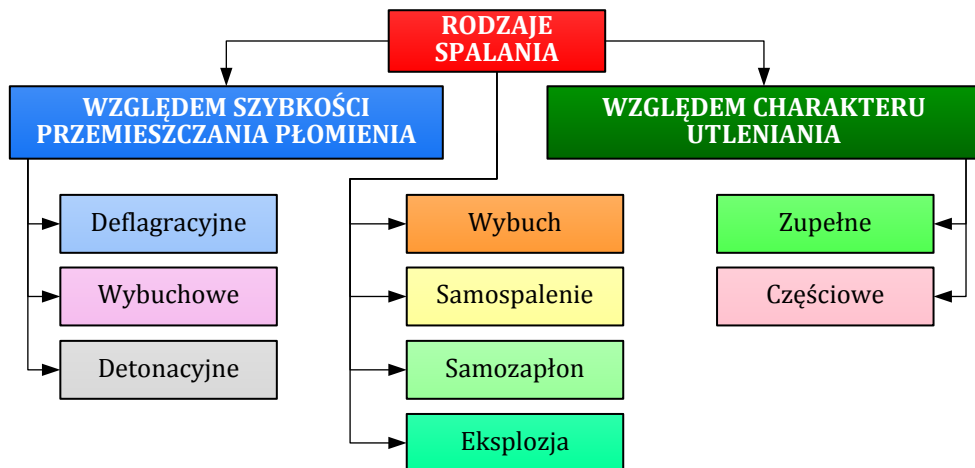 RODZAJE
SPALANIA
WZGLĘDEM SZYBKOŚCI
PRZEMIESZCZANIA PŁOMIENIA
WZGLĘDEM CHARAKTERU
UTLENIANIA
Deflagracyjne
Wybuchowe
Detonacyjne
Wybuch
Samospalenie
Samozapłon
Eksplozja
Zupełne
Częściowe